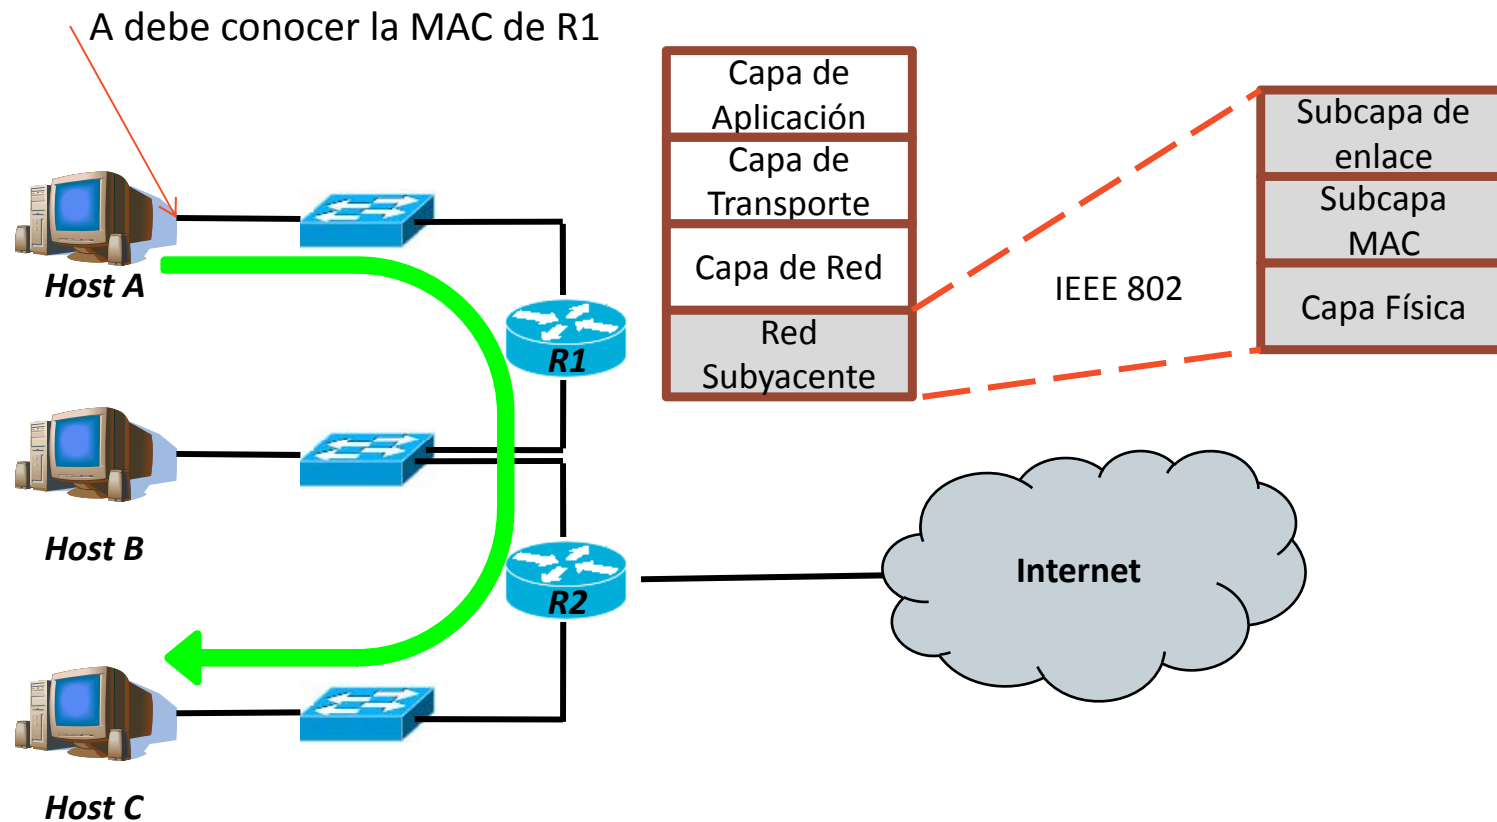 A debe conocer la MAC de R1
Capa de
Aplicación
Capa de
Transporte
Capa de Red
Red
Subyacente
IEEE 802
Subcapa de
enlace
Subcapa
MAC
Capa Física
Host A
R1
Host B
R2
Internet
Host C